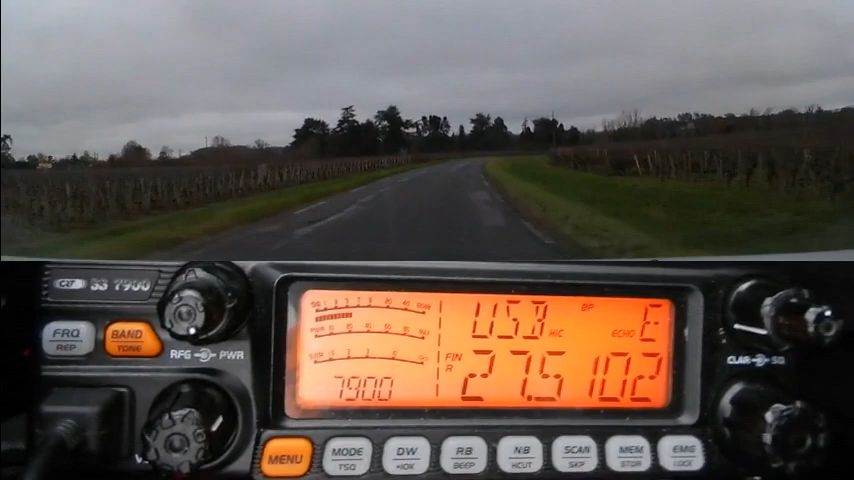 CRT SS 7900
FRQ
REP
BAND
TONE
RFG PWR
USB HIC BP ECHO E
FIN
R
27.5102
7900
CLAR SQ
MENU
MODE
TSQ
DW
+10K
RB
BEEP
NB
HCUT
SCAN
SKP
MEM
STOR
EMG
LOCK